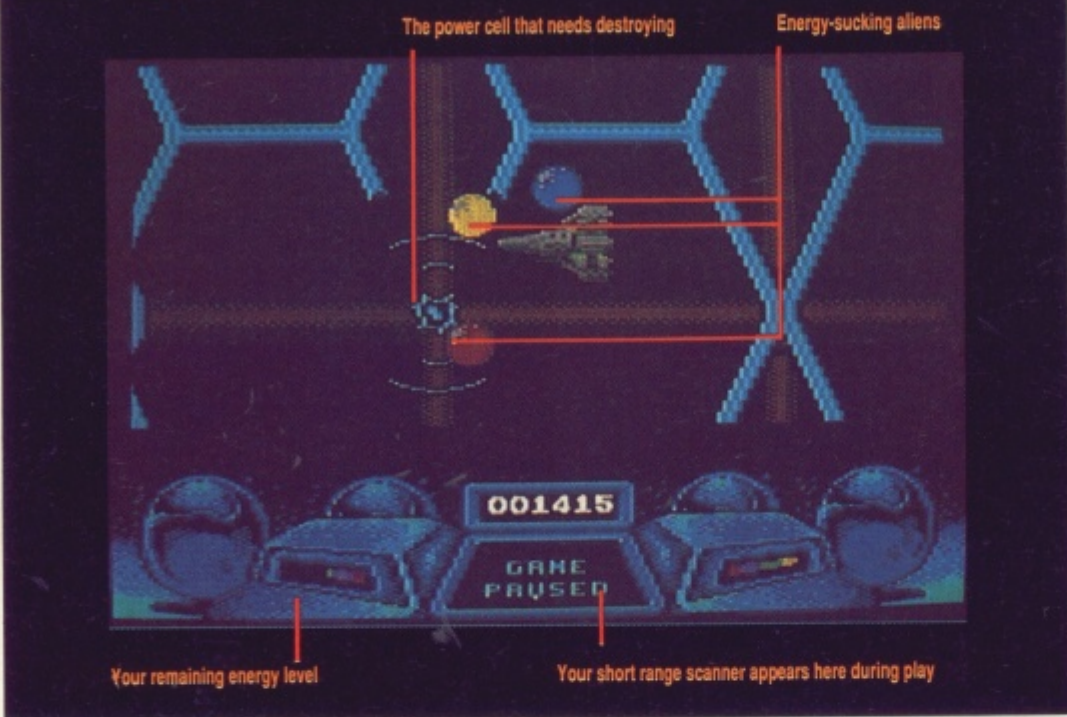 The power cell that needs destroying
Energy-sucking aliens
001415
GAME
PAUSED
Your remaining energy level
Your short range scanner appears here during play